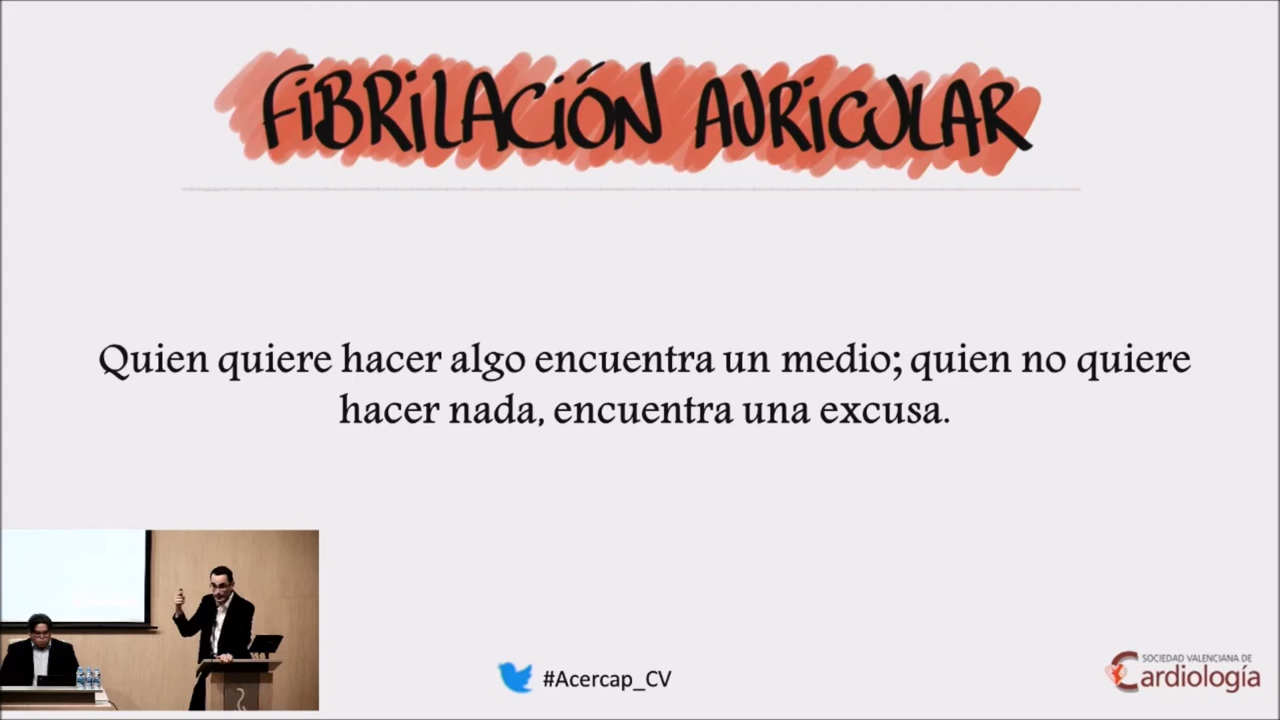 FiBRiLACiÓN AURiCULAR
Quien quiere hacer algo encuentra un medio; quien no quiere
hacer nada, encuentra una excusa.
#Acercap_CV
SOCIEDAD VALENCIANA DE
Cardiología